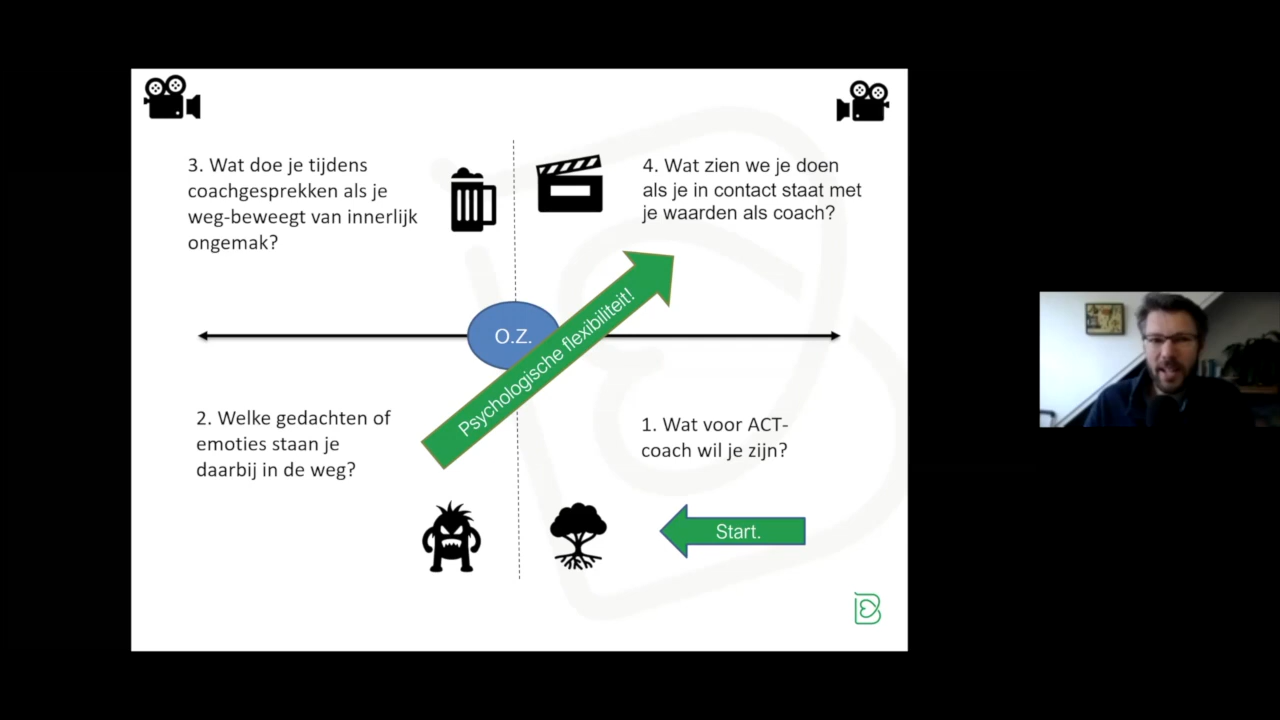 3. Wat doe je tijdens
coachgesprekken als je
weg-beweegt van innerlijk
ongemak?
4. Wat zien we je doen
als je in contact staat met
je waarden als coach?
O.Z.
Psychologische flexibiliteit!
2. Welke gedachten of
emoties staan je
daarbij in de weg?
1. Wat voor ACT-
coach wil je zijn?
Start.